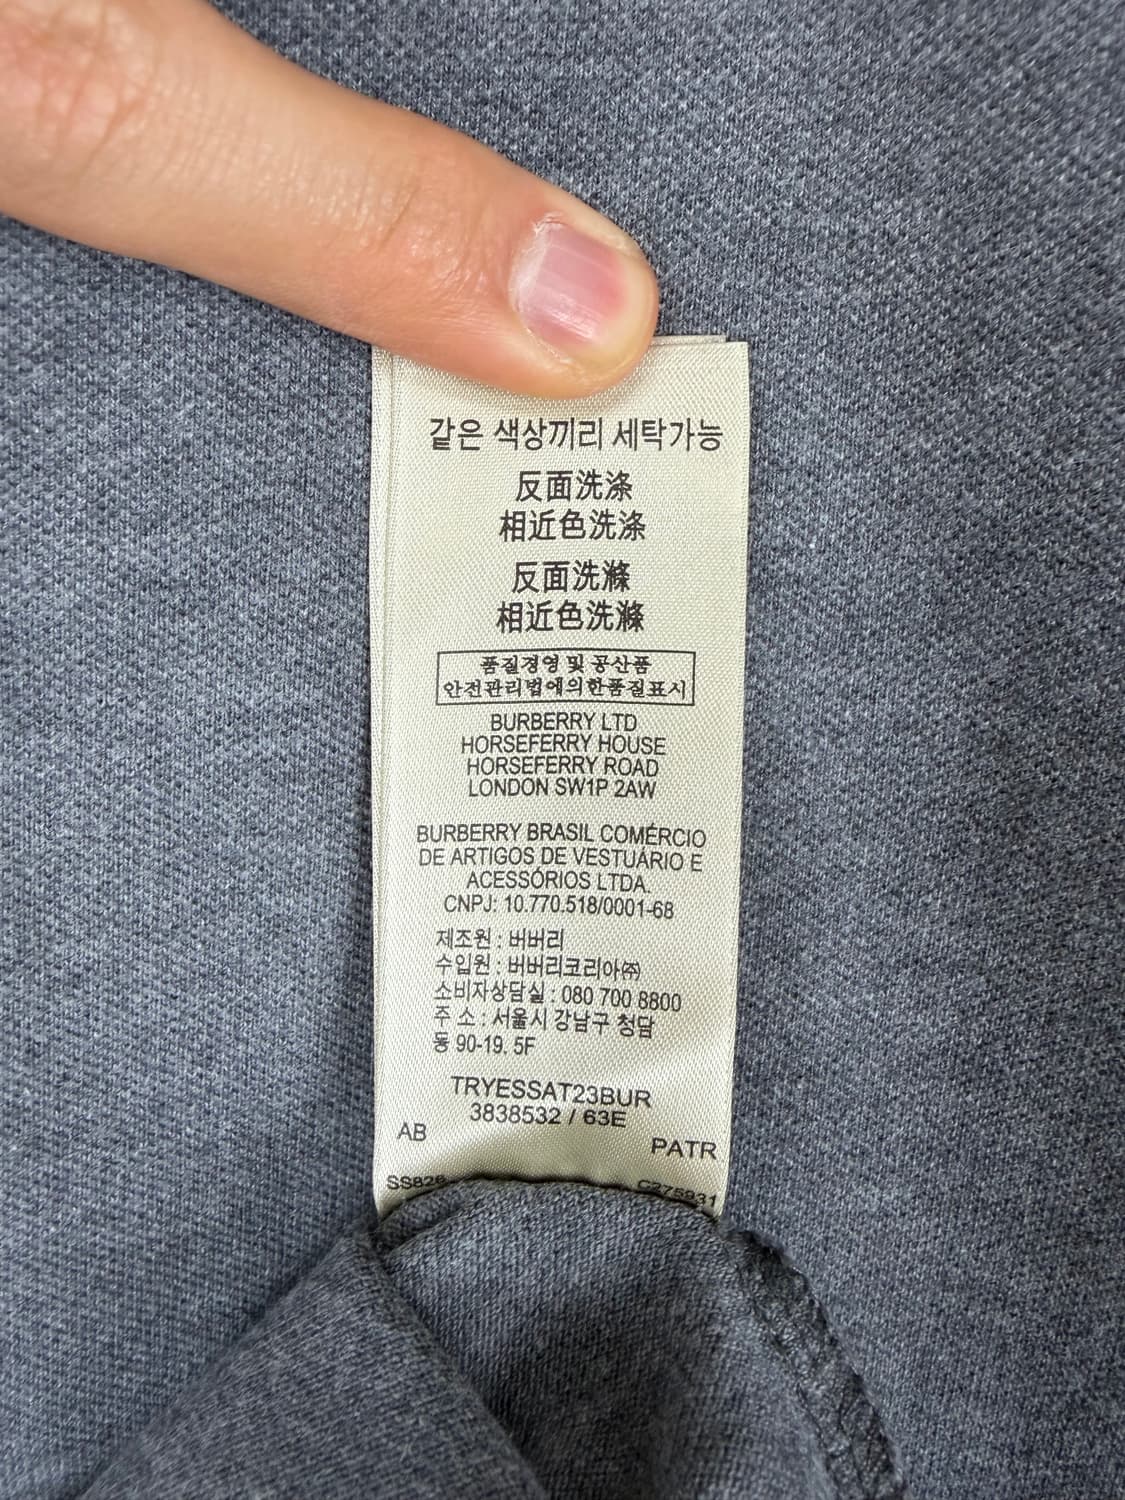 같은 색상끼리 세탁가능
反面洗涤
相近色洗涤
反面洗滌
相近色洗滌
품질경영 및 공산품
안전관리법에의한품질표시
BURBERRY LTD
HORSEFERRY HOUSE
HORSEFERRY ROAD
LONDON SW1P 2AW
BURBERRY BRASIL COMÉRCIO
DE ARTIGOS DE VESTUÁRIO E
ACESSÓRIOS LTDA.
CNPJ: 10.770.518/0001-68
제조원 : 버버리
수입원 : 버버리코리아㈜
소비자상담실 : 080 700 8800
주 소 : 서울시 강남구 청담
동 90-19. 5F
TRYESSAT23BUR
3838532 / 63E
AB
PATR